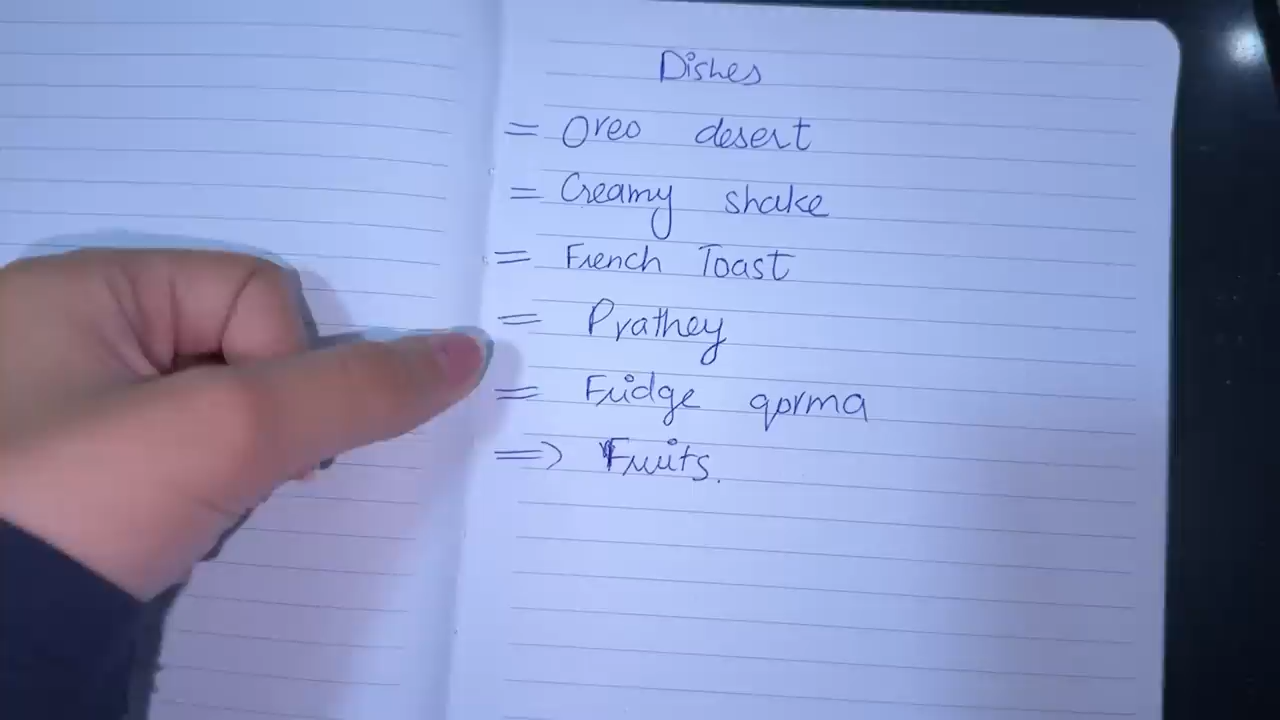 Dishes
= Oreo desert
= Creamy shake
= French Toast
= Prathey
= Fridge qorma
=> Fruits.